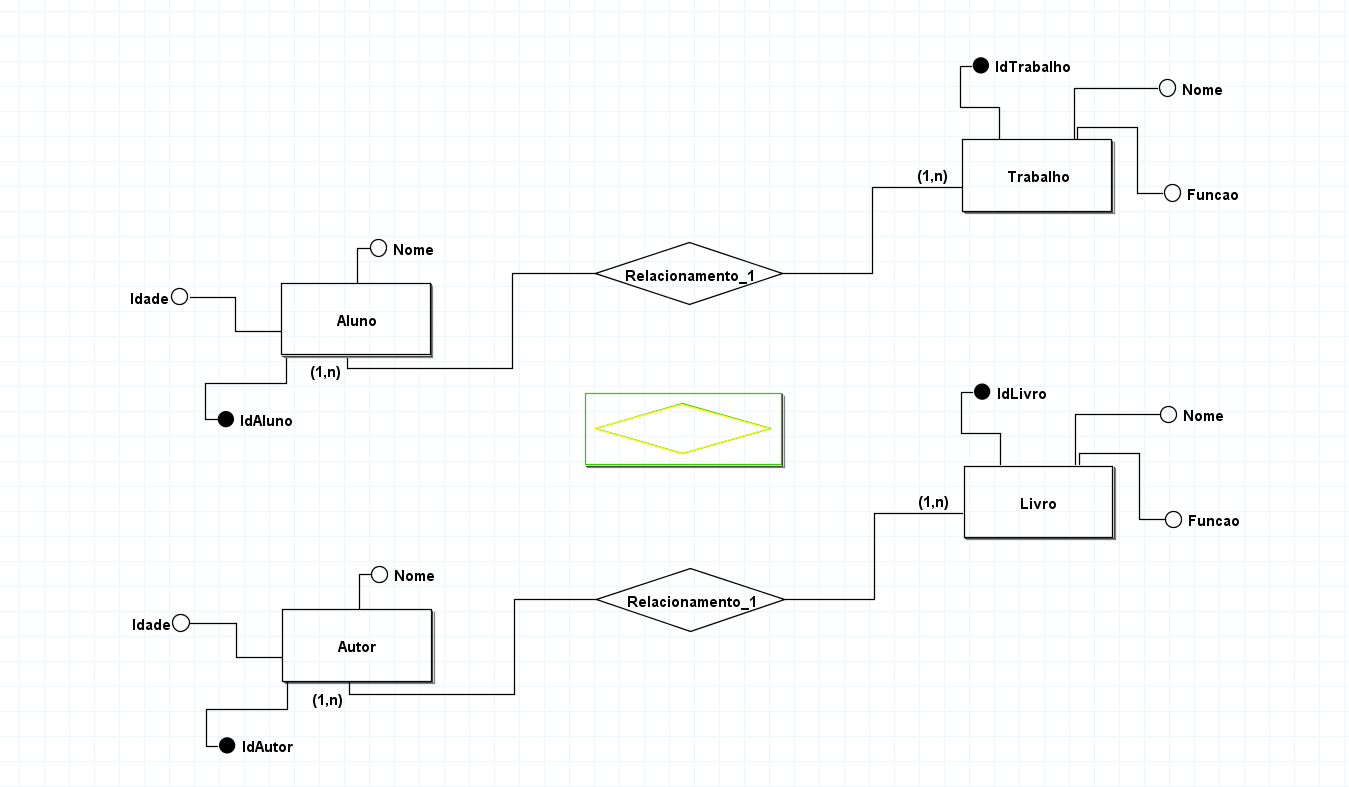 IdTrabalho
Nome
Trabalho
(1,n)
Funcao
Nome
Relacionamento_1
Idade
Aluno
(1,n)
IdAluno
IdLivro
Nome
(1,n)
Livro
Funcao
Nome
Relacionamento_1
Idade
Autor
(1,n)
IdAutor